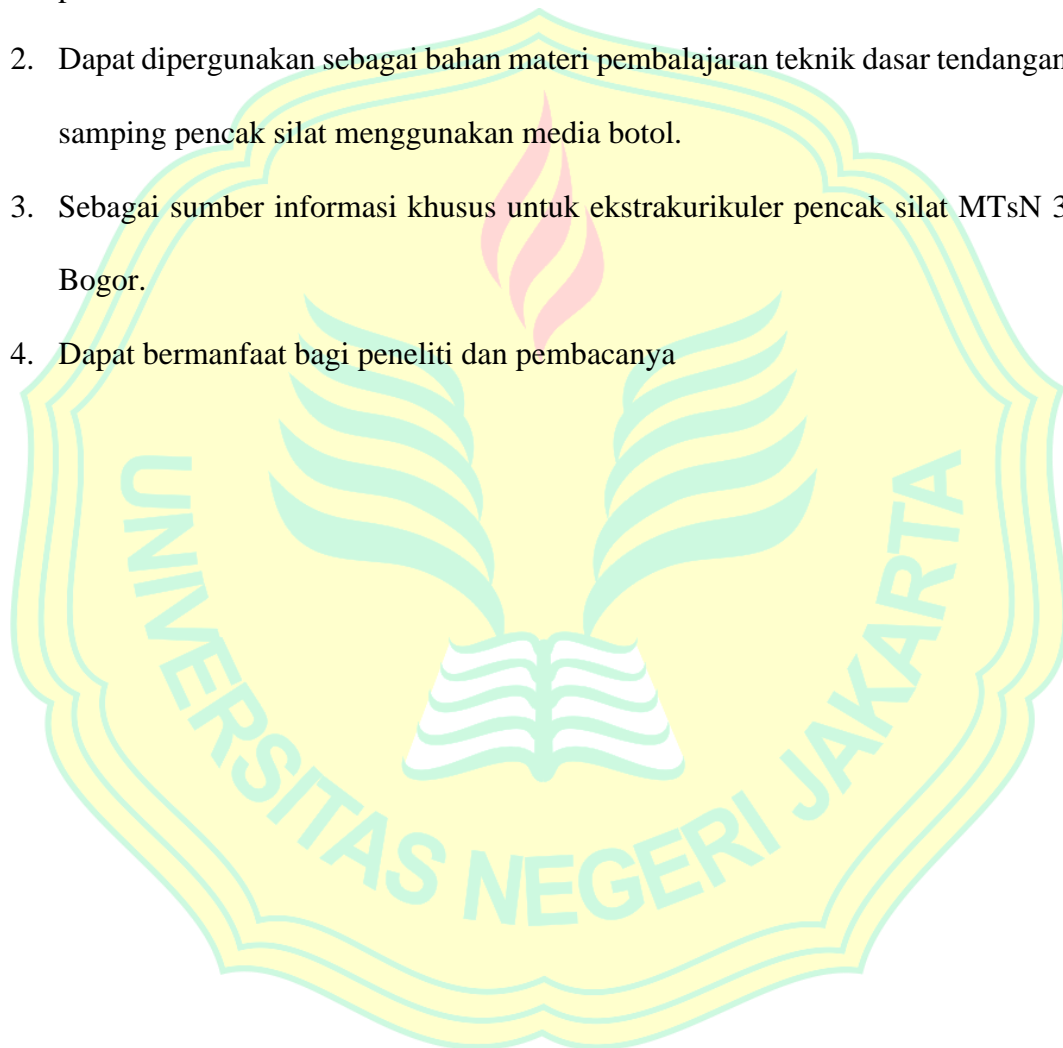 2. Dapat dipergunakan sebagai bahan materi pembalajaran teknik dasar tendangan
samping pencak silat menggunakan media botol.
3. Sebagai sumber informasi khusus untuk ekstrakurikuler pencak silat MTsN 3
Bogor.
4. Dapat bermanfaat bagi peneliti dan pembacanya
UNIVERSITAS NEGERI JAKARTA